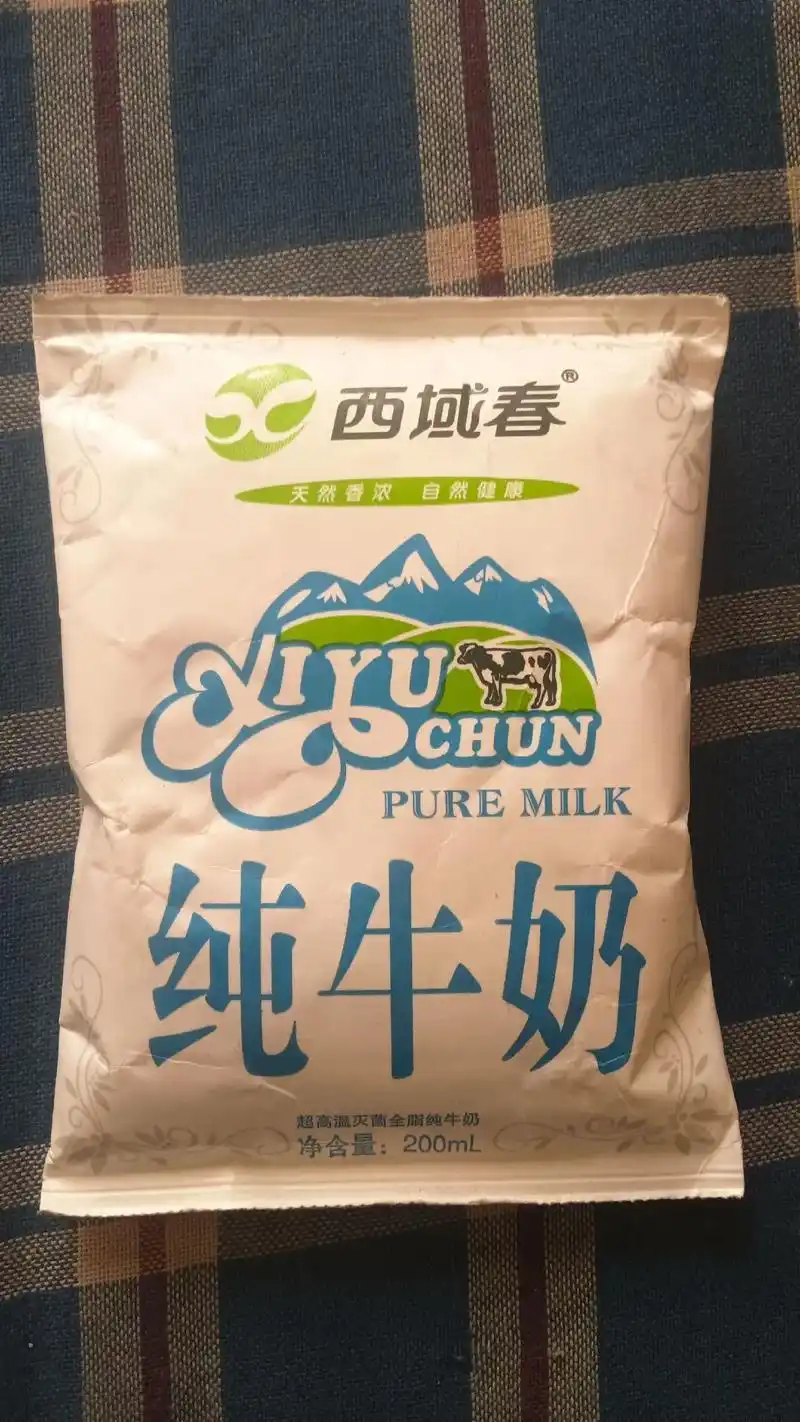 西域春®
天然香浓 自然健康
XIYU
CHUN
PURE MILK
纯牛奶
超高温灭菌全脂纯牛奶
净含量：200mL